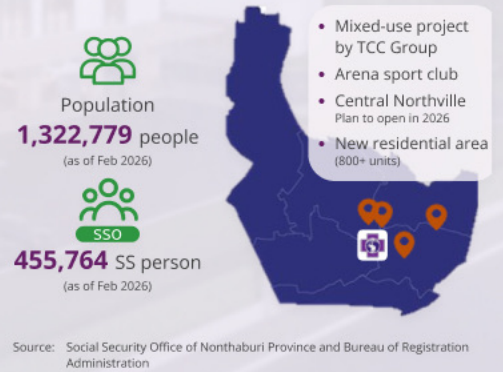 Population
1,322,779 people
(as of Feb 2026)
SSO
455,764 SS person
(as of Feb 2026)
• Mixed-use project
by TCC Group
• Arena sport club
• Central Northville
Plan to open in 2026
• New residential area
(800+ units)
Source: Social Security Office of Nonthaburi Province and Bureau of Registration
Administration